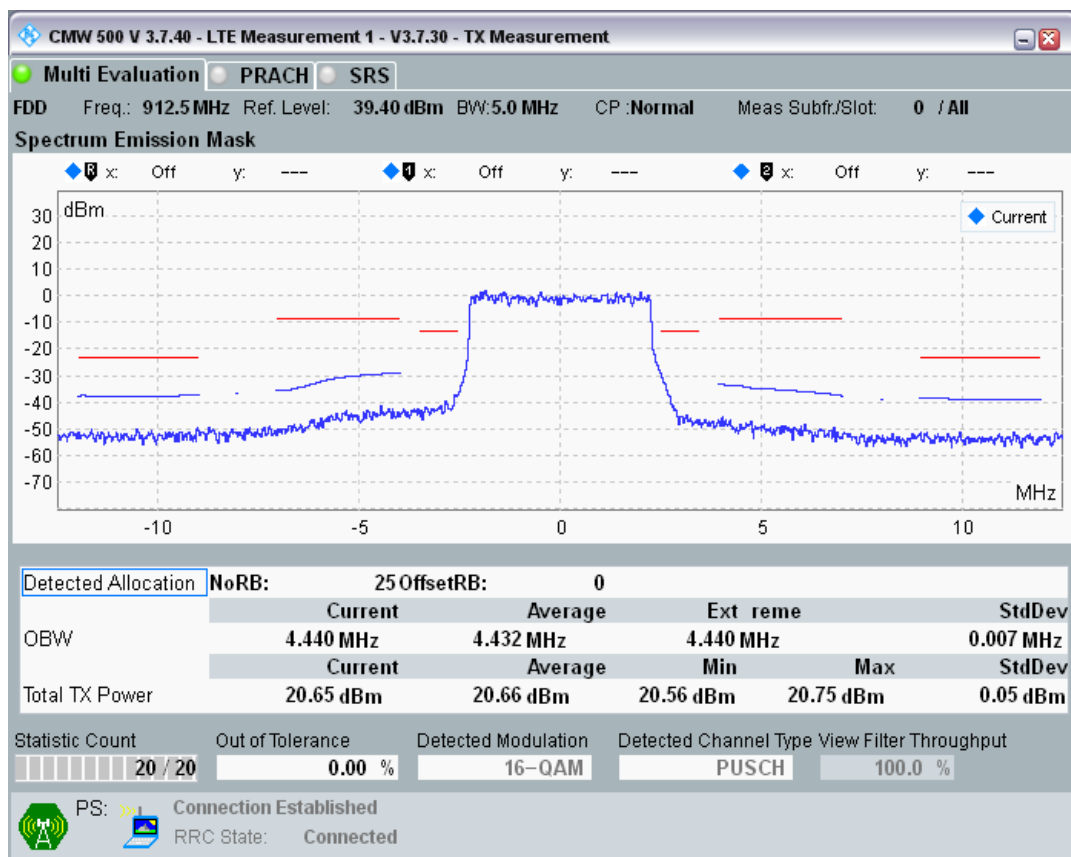 CMW 500 V 3.7.40 - LTE Measurement 1 - V3.7.30 - TX Measurement
Multi Evaluation PRACH SRS
FDD Freq.: 912.5 MHz Ref. Level: 39.40 dBm BW: 5.0 MHz CP : Normal Meas Subfr./Slot: 0 / All
Spectrum Emission Mask
R x: Off y: --- 1 x: Off y: --- 2 x: Off y: ---
dBm
Current
30
20
10
0
-10
-20
-30
-40
-50
-60
-70
MHz
-10 -5 0 5 10
Detected Allocation NoRB: 25 OffsetRB: 0
Current Average Ext reme StdDev
OBW 4.440 MHz 4.432 MHz 4.440 MHz 0.007 MHz
Current Average Min Max StdDev
Total TX Power 20.65 dBm 20.66 dBm 20.56 dBm 20.75 dBm 0.05 dBm
Statistic Count Out of Tolerance Detected Modulation Detected Channel Type View Filter Throughput
20 / 20 0.00 % 16-QAM PUSCH 100.0 %
PS: Connection Established
RRC State: Connected